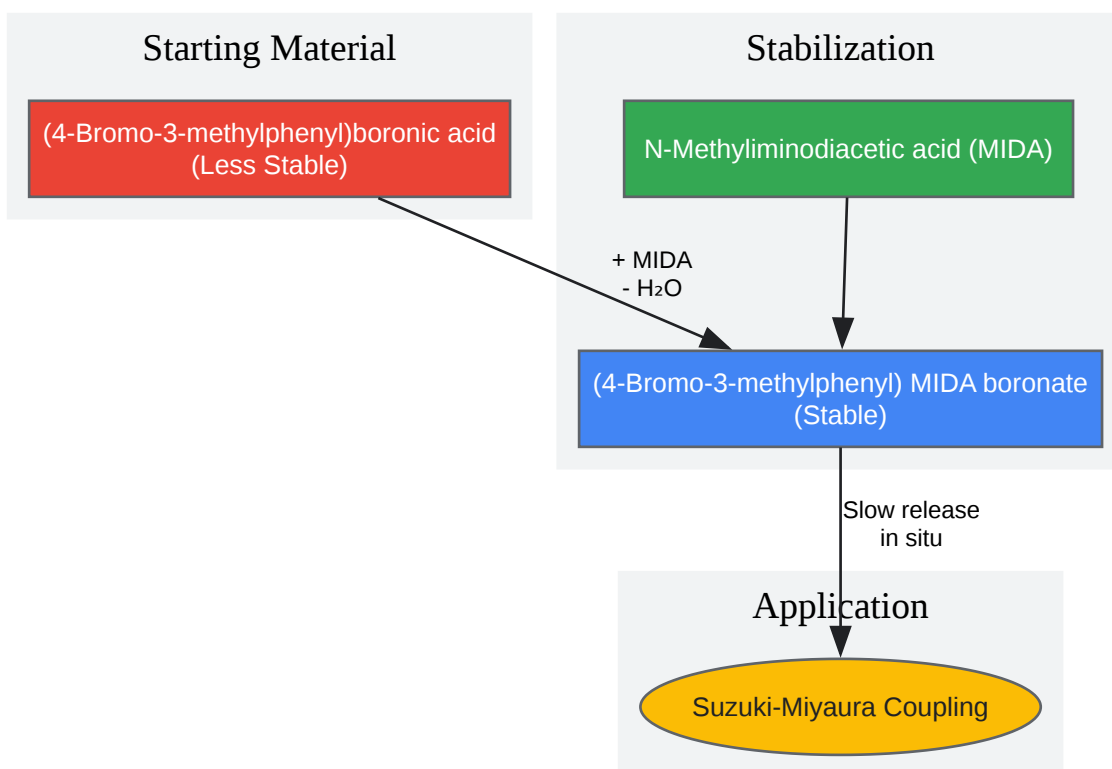 Starting Material
Stabilization
(4-Bromo-3-methylphenyl)boronic acid
(Less Stable)
N-Methyliminodiacetic acid (MIDA)
+ MIDA
- H₂O
(4-Bromo-3-methylphenyl) MIDA boronate
(Stable)
Slow release
in situ
Application
Suzuki-Miyaura Coupling